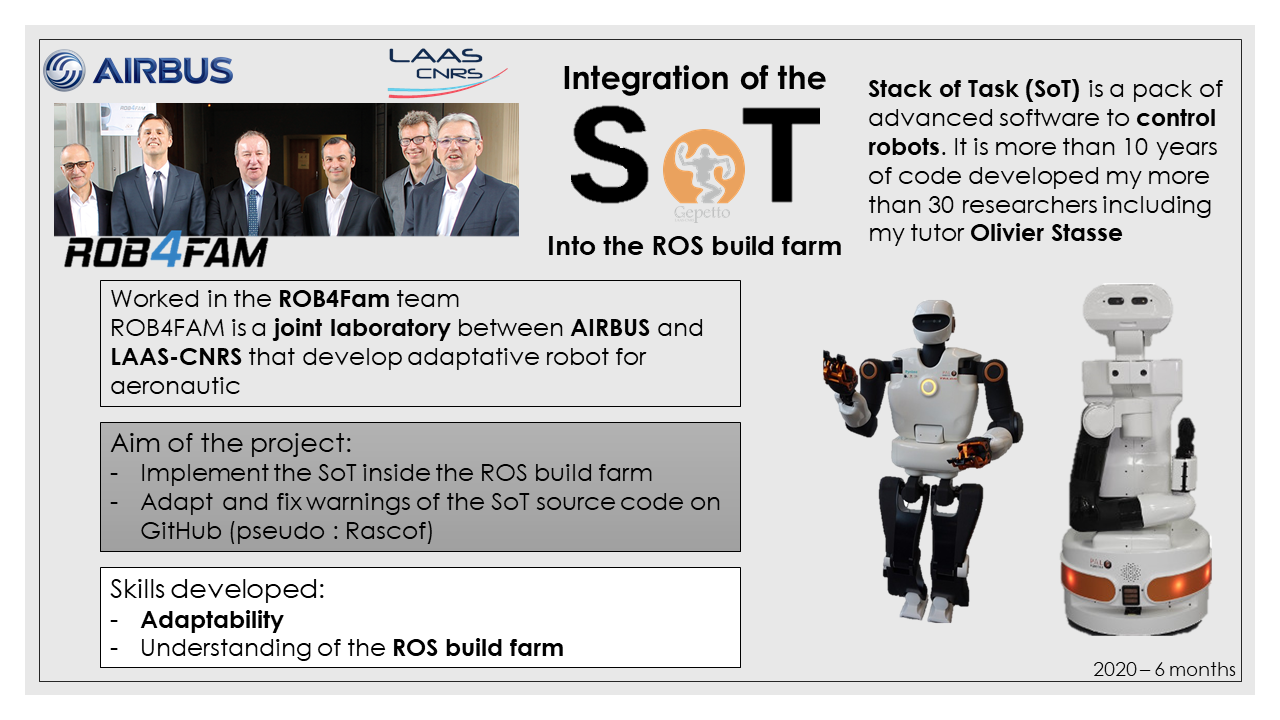 AIRBUS
LAAS
CNRS
ROB4FAM
ROB4FAM
Integration of the
SoT
Gepetto
Into the ROS build farm
Stack of Task (SoT) is a pack of
advanced software to control
robots. It is more than 10 years
of code developed my more
than 30 researchers including
my tutor Olivier Stasse
Worked in the ROB4Fam team
ROB4FAM is a joint laboratory between AIRBUS and
LAAS-CNRS that develop adaptative robot for
aeronautic
Aim of the project:
- Implement the SoT inside the ROS build farm
- Adapt and fix warnings of the SoT source code on
GitHub (pseudo : Rascof)
Skills developed:
- Adaptability
- Understanding of the ROS build farm
PAL
2020 – 6 months